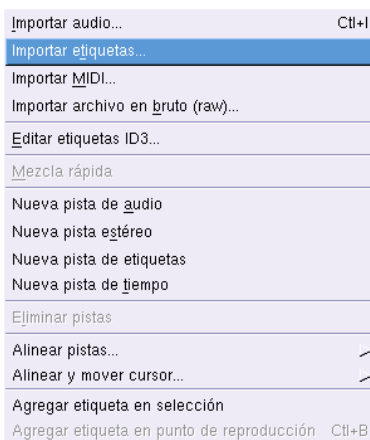 Importar audio... Ctl+I
Importar etiquetas...
Importar MIDI...
Importar archivo en bruto (raw)...
Editar etiquetas ID3...
Mezcla rápida
Nueva pista de audio
Nueva pista estéreo
Nueva pista de etiquetas
Nueva pista de tiempo
Eliminar pistas
Alinear pistas...
Alinear y mover cursor...
Agregar etiqueta en selección
Agregar etiqueta en punto de reproducción Ctl+B